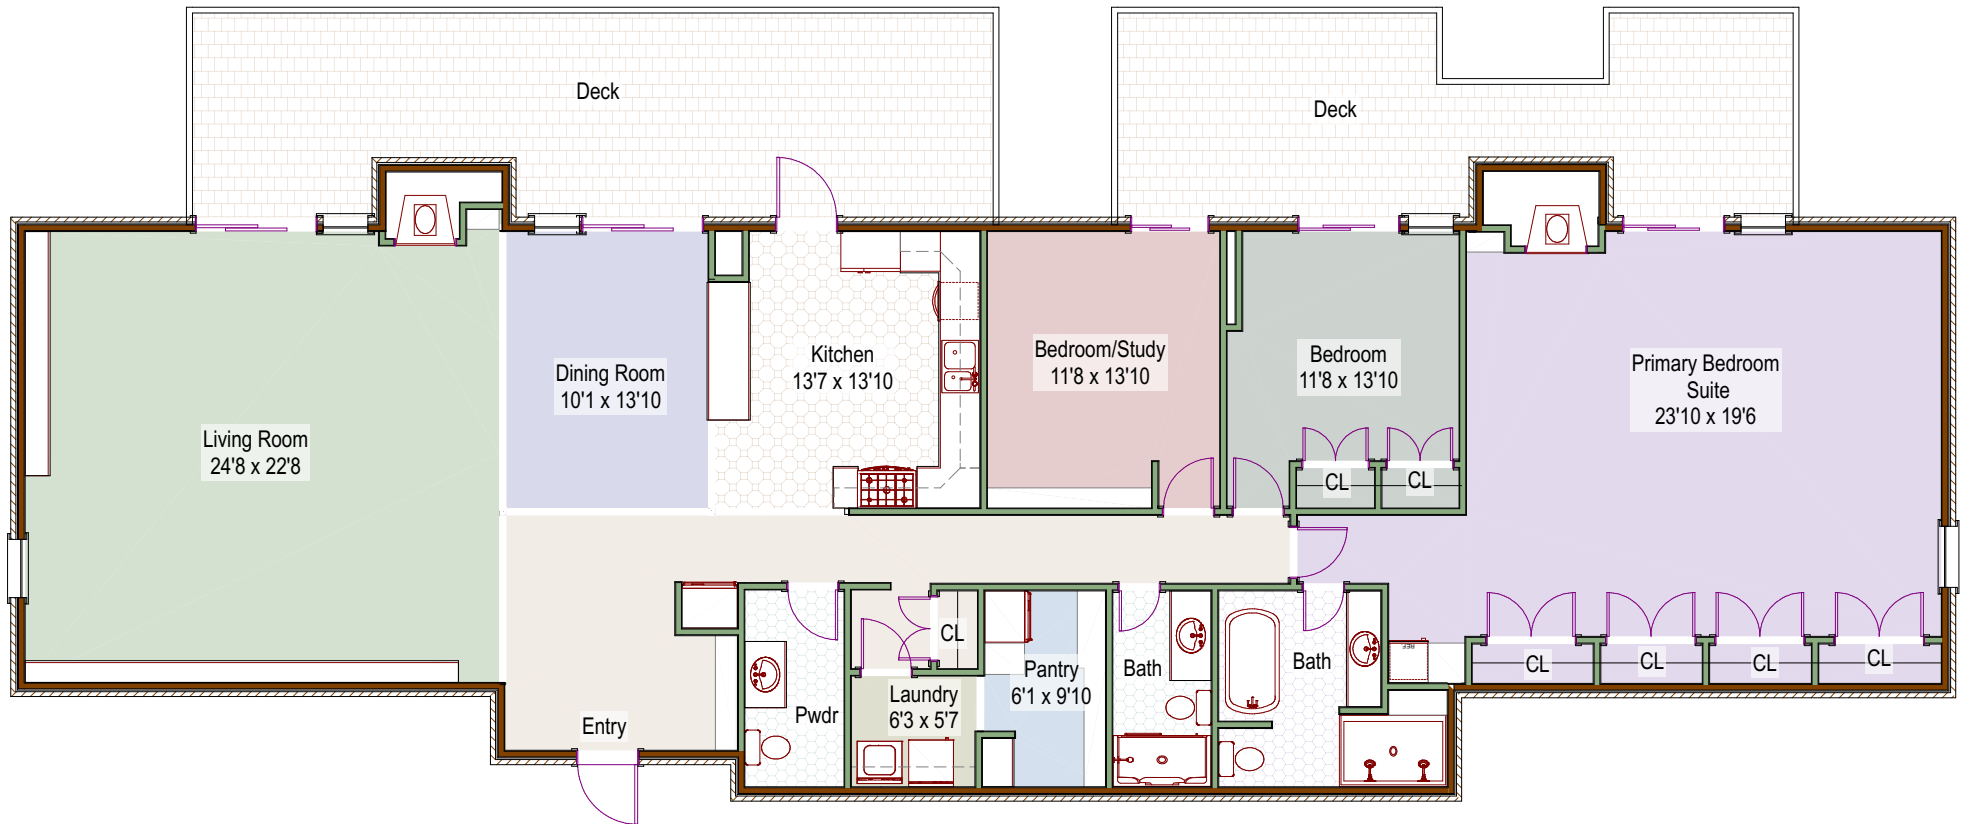 Deck
Deck
Living Room
24'8 x 22'8
Dining Room
10'1 x 13'10
Kitchen
13'7 x 13'10
Bedroom/Study
11'8 x 13'10
Bedroom
11'8 x 13'10
CL
CL
Primary Bedroom
Suite
23'10 x 19'6
Entry
Pwdr
CL
Laundry
6'3 x 5'7
Pantry
6'1 x 9'10
Bath
Bath
REF
CL
CL
CL
CL